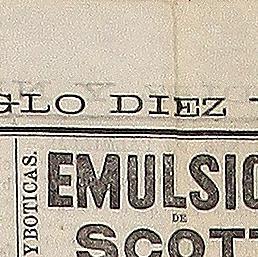 GLO DIEZ
Y BOTICAS.
EMULSIO
DE
SCOTT